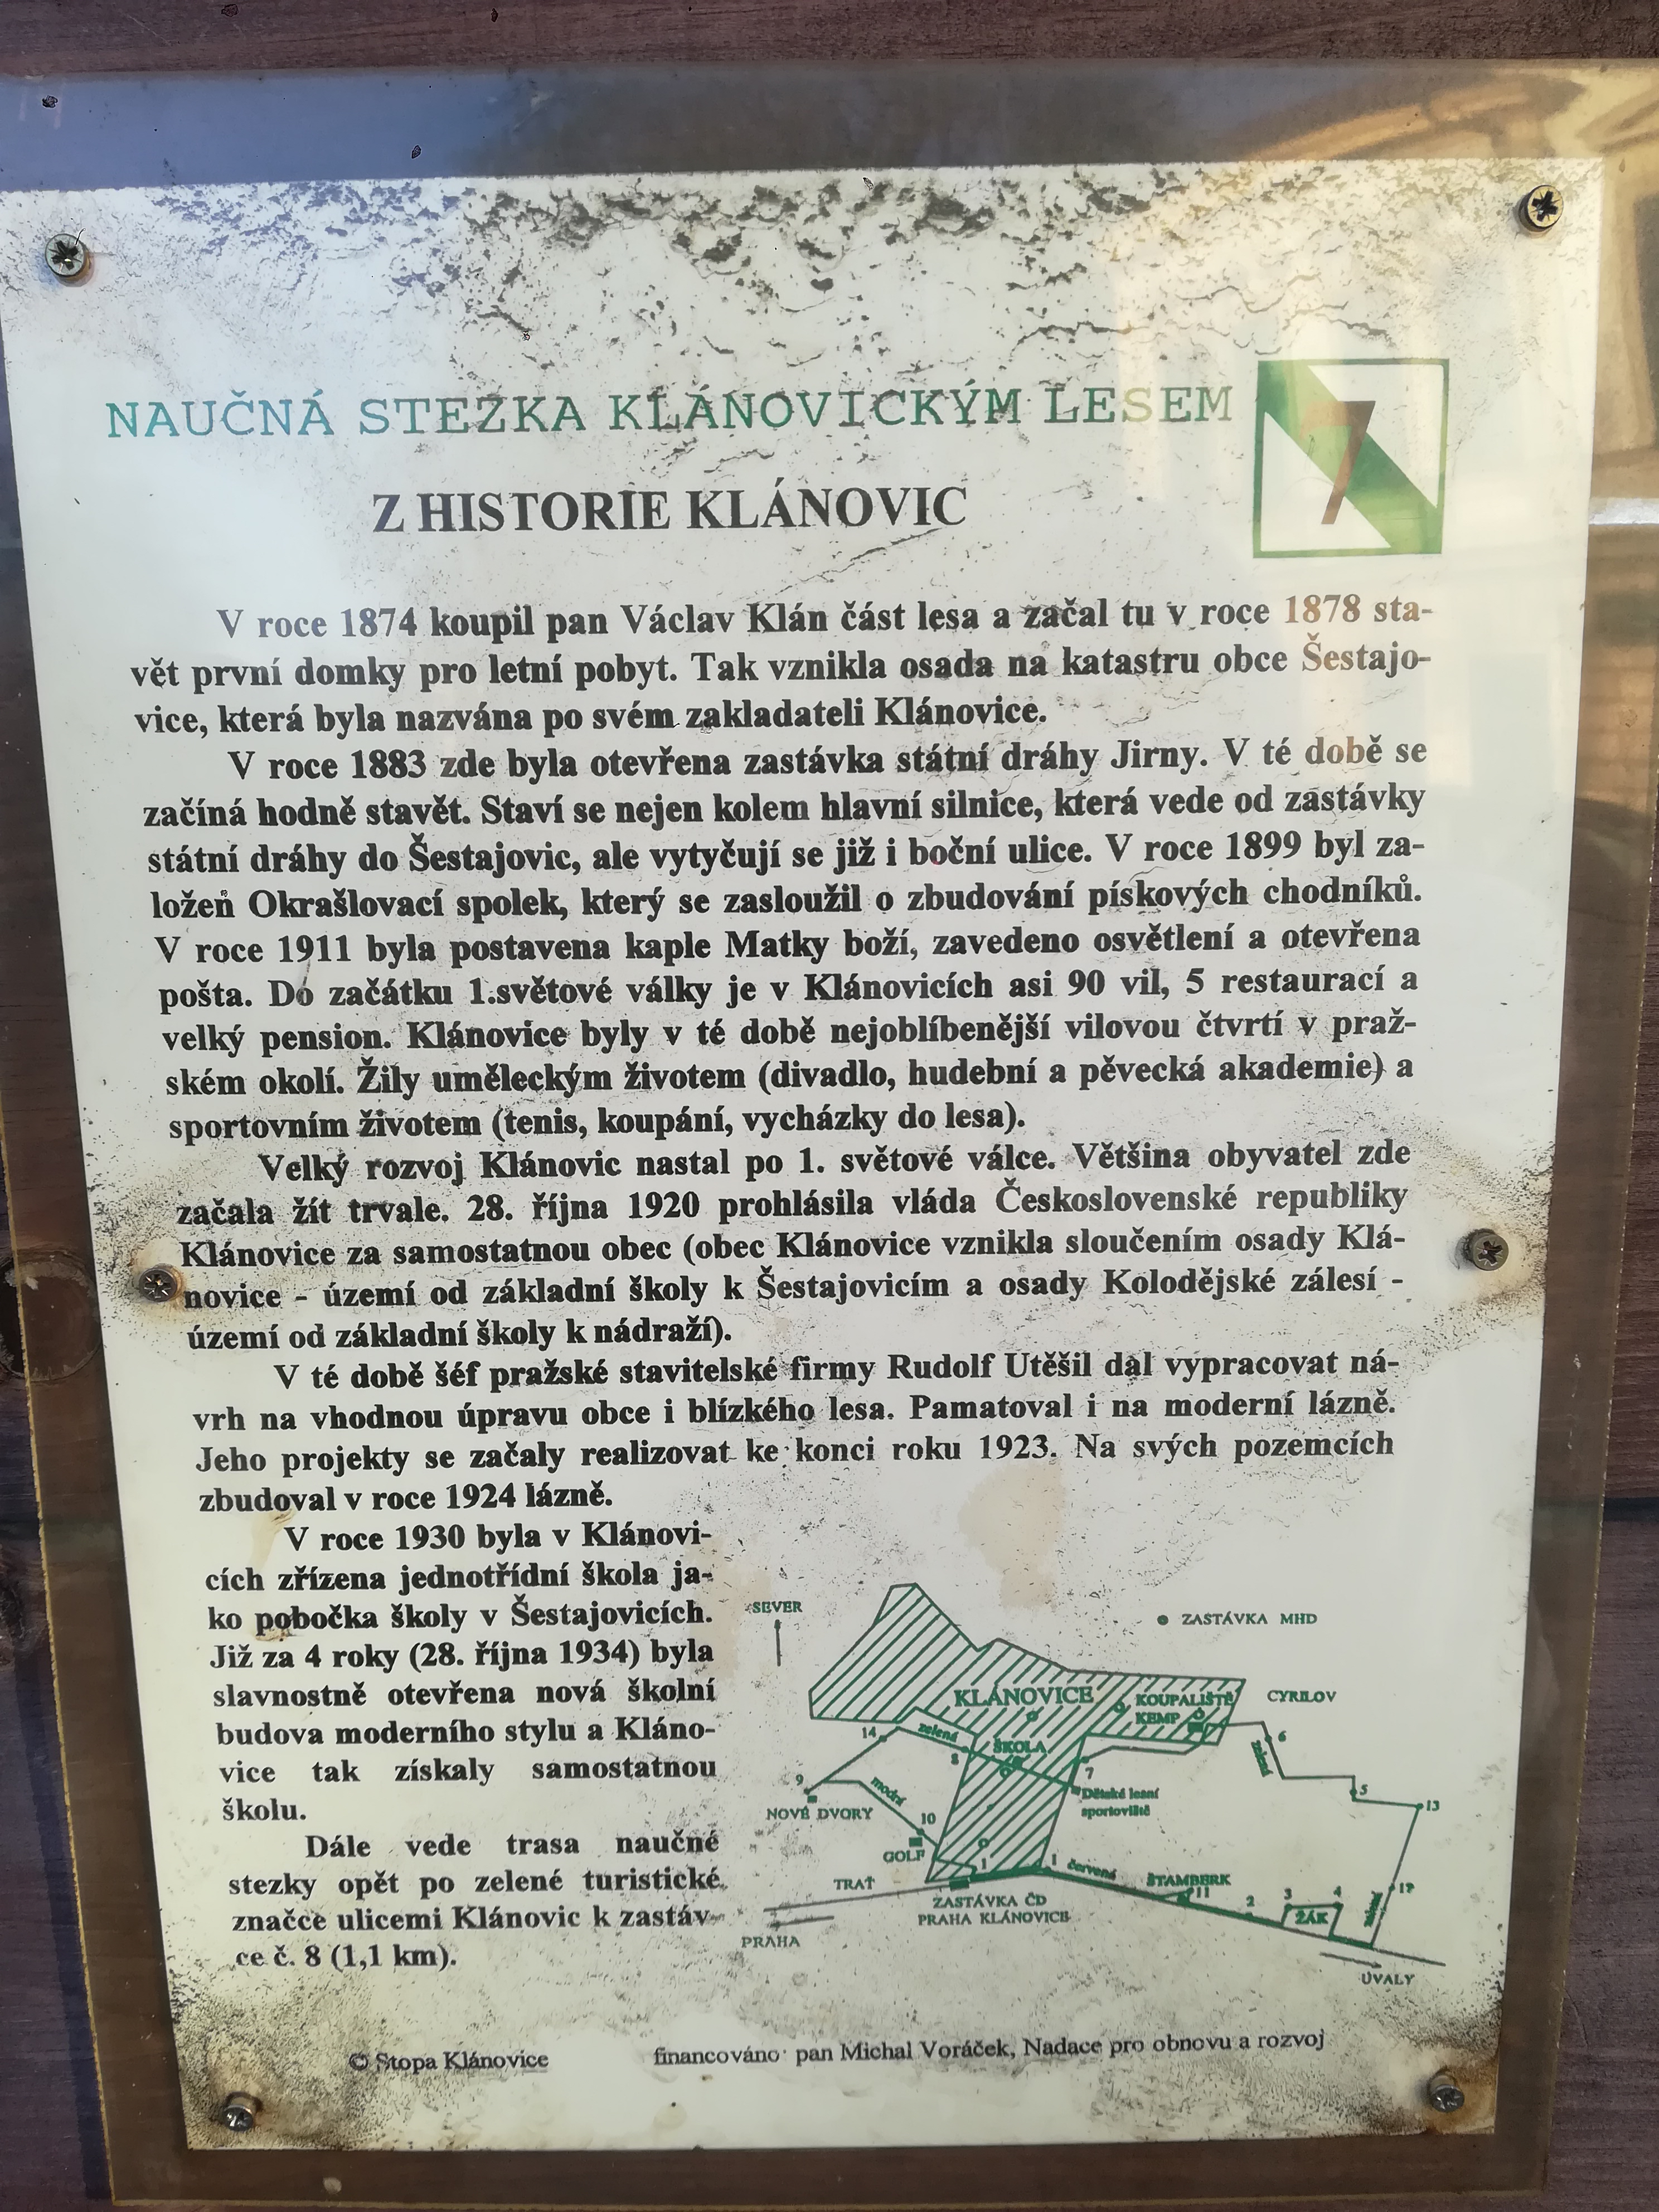 NAUČNÁ STEZKA KLÁNOVICKÝM LESEM
7
Z HISTORIE KLÁNOVIC
V roce 1874 koupil pan Václav Klán část lesa a začal tu v roce 1878 sta-
vět první domky pro letní pobyt. Tak vznikla osada na katastru obce Šestajo-
vice, která byla nazvána po svém zakladateli Klánovice.
V roce 1883 zde byla otevřena zastávka státní dráhy Jirny. V té době se
začíná hodně stavět. Staví se nejen kolem hlavní silnice, která vede od zastávky
státní dráhy do Šestajovic, ale vytyčují se již i boční ulice. V roce 1899 byl za-
ložen Okrašlovací spolek, který se zasloužil o zbudování pískových chodníků.
V roce 1911 byla postavena kaple Matky boží, zavedeno osvětlení a otevřena
pošta. Do začátku 1.světové války je v Klánovicích asi 90 vil, 5 restaurací a
velký pension. Klánovice byly v té době nejoblíbenější vilovou čtvrtí v praž-
ském okolí. Žily uměleckým životem (divadlo, hudební a pěvecká akademie) a
sportovním životem (tenis, koupání, vycházky do lesa).
Velký rozvoj Klánovic nastal po 1. světové válce. Většina obyvatel zde
začala žít trvale. 28. října 1920 prohlásila vláda Československé republiky
Klánovice za samostatnou obec (obec Klánovice vznikla sloučením osady Klá-
novice - území od základní školy k Šestajovicím a osady Kolodějské zálesí -
území od základní školy k nádraží).
V té době šéf pražské stavitelské firmy Rudolf Utěšil dal vypracovat ná-
vrh na vhodnou úpravu obce i blízkého lesa. Pamatoval i na moderní lázně.
Jeho projekty se začaly realizovat ke konci roku 1923. Na svých pozemcích
zbudoval v roce 1924 lázně.
V roce 1930 byla v Klánovi-
cích zřízena jednotřídní škola ja-
ko pobočka školy v Šestajovicích.
Již za 4 roky (28. října 1934) byla
slavnostně otevřena nová školní
budova moderního stylu a Kláno-
vice tak získaly samostatnou
školu.
Dále vede trasa naučné
stezky opět po zelené turistické
značce ulicemi Klánovic k zastáv-
ce č. 8 (1,1 km).
SEVER
ZASTÁVKA MHD
KLÁNOVICE
KOUPALIŠTĚ
KEMP
CYRILOV
14
zelená
8
ŠKOLA
6
9
modrá
7
5
13
NOVÉ DVORY
Dětské lesní
sportoviště
10
GOLF
1
1
červená
TRAŤ
ŠTAMBERK
11
2
3
4
12
ŽÁK
ZASTÁVKA ČD
PRAHA KLÁNOVICE
PRAHA
ÚVALY
© Stopa Klánovice
financováno: pan Michal Voráček, Nadace pro obnovu a rozvoj